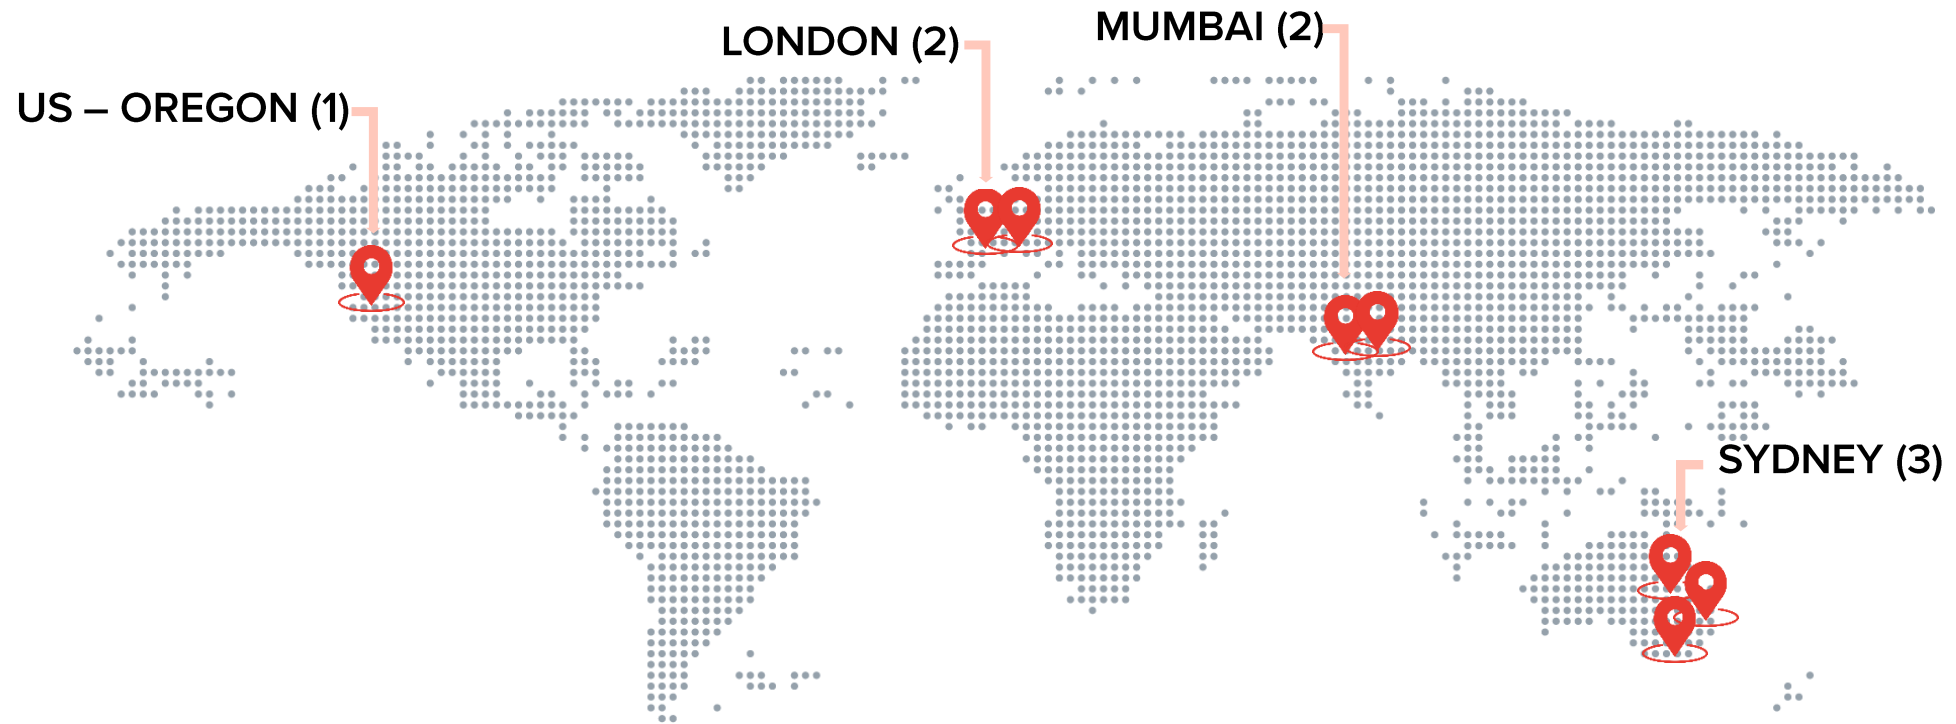 MUMBAI (2)
LONDON (2)
US – OREGON (1)
SYDNEY (3)